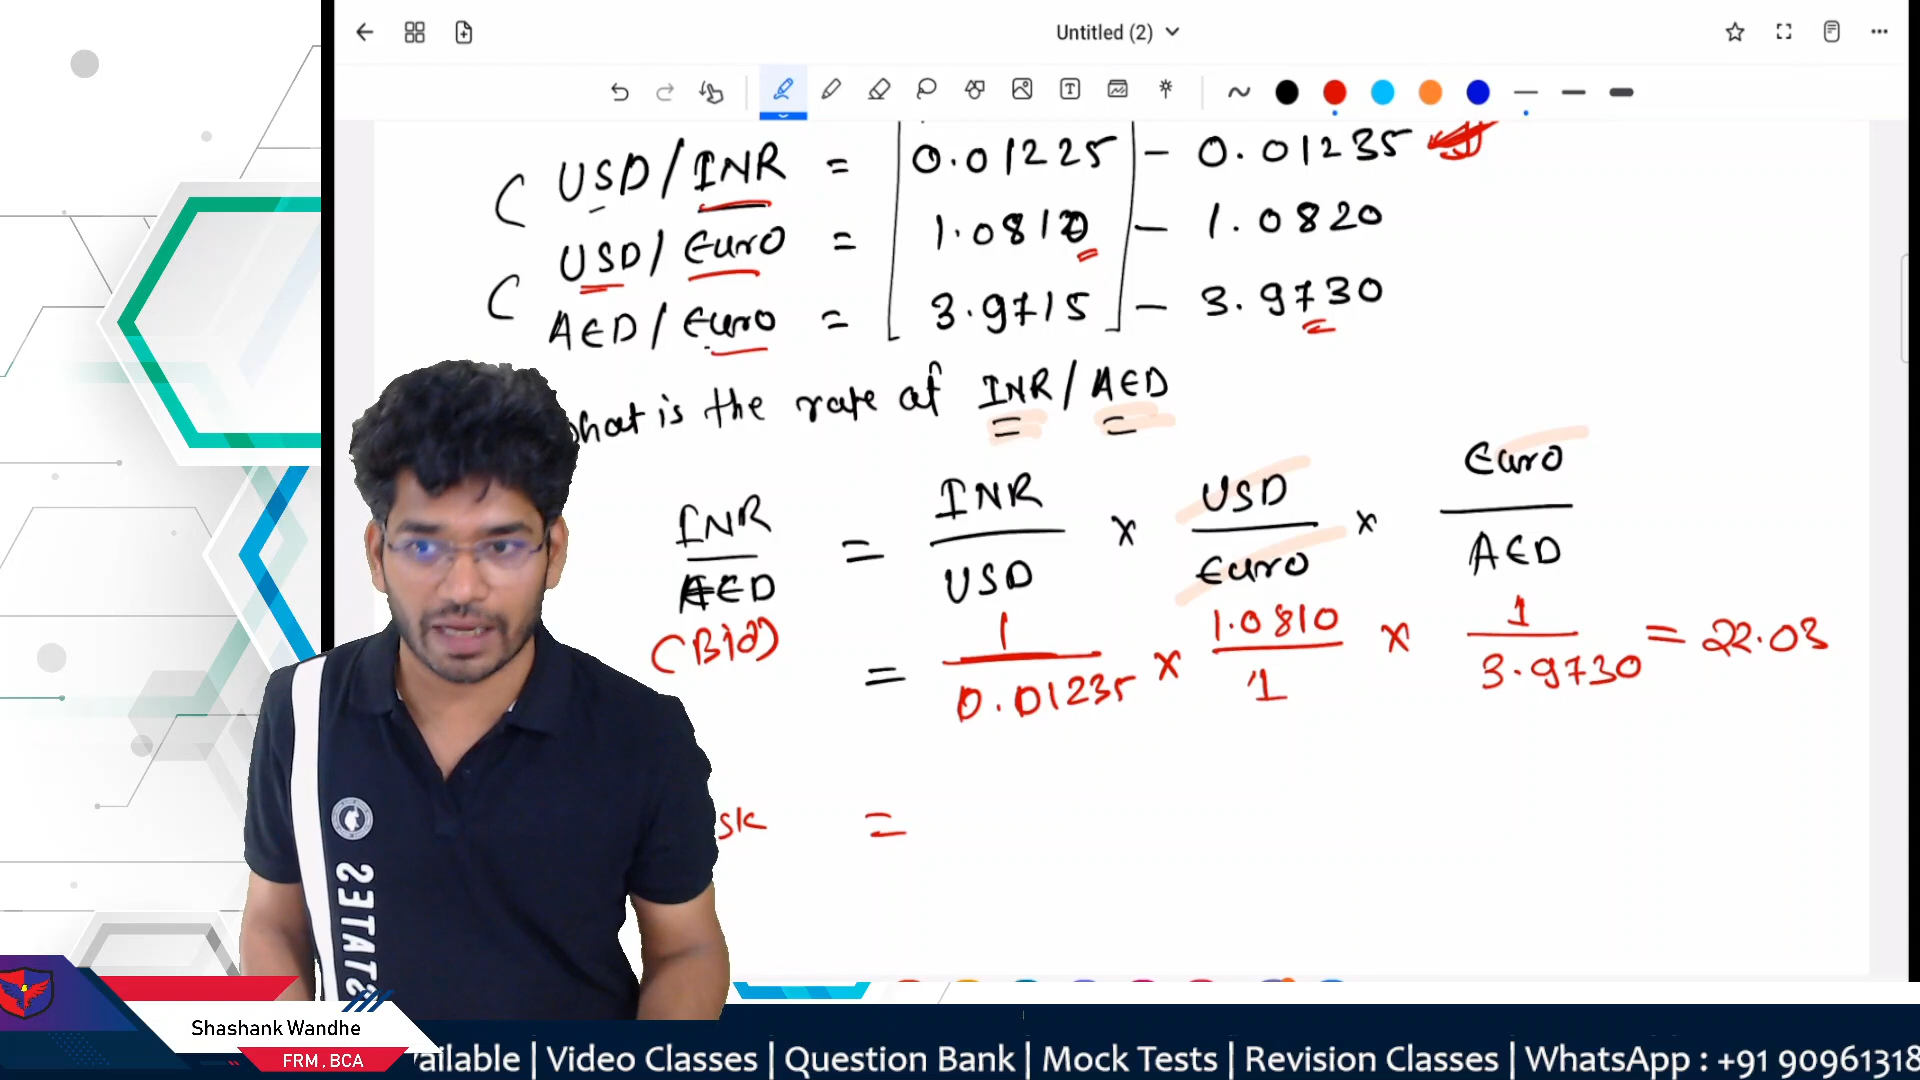 Untitled (2)
USD/INR = 0.01225 - 0.01235
USD/Euro = 1.0810 - 1.0820
AED/Euro = 3.9715 - 3.9730
hat is the rate of INR/AED
INR/AED = INR/USD x USD/Euro x Euro/AED
(Bid) = 1/0.01235 x 1.0810/1 x 1/3.9730 = 22.03
sk =
STATES
Shashank Wandhe
FRM, BCA
ailable | Video Classes | Question Bank | Mock Tests | Revision Classes | WhatsApp : +91 90961318